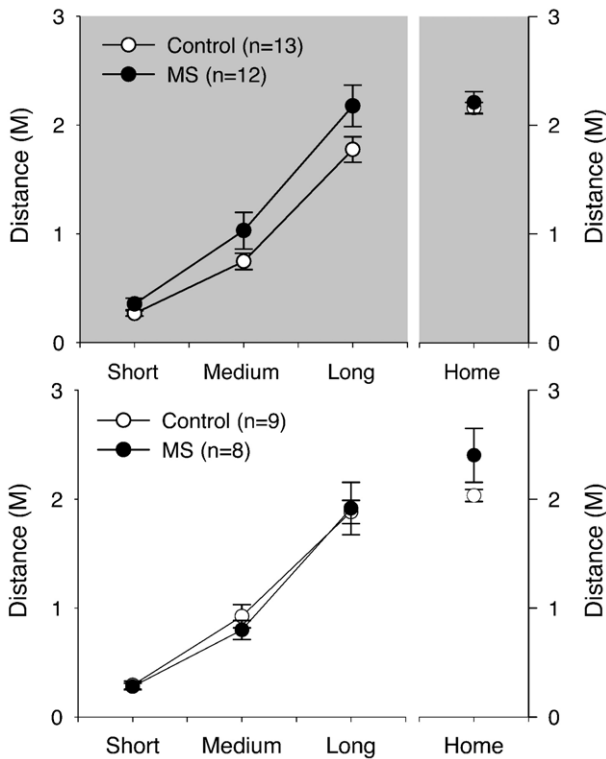 3
3
Control (n=13)
MS (n=12)
2
2
Distance (M)
Distance (M)
1
1
0
0
Short
Medium
Long
Home
3
3
Control (n=9)
MS (n=8)
2
2
Distance (M)
Distance (M)
1
1
0
0
Short
Medium
Long
Home